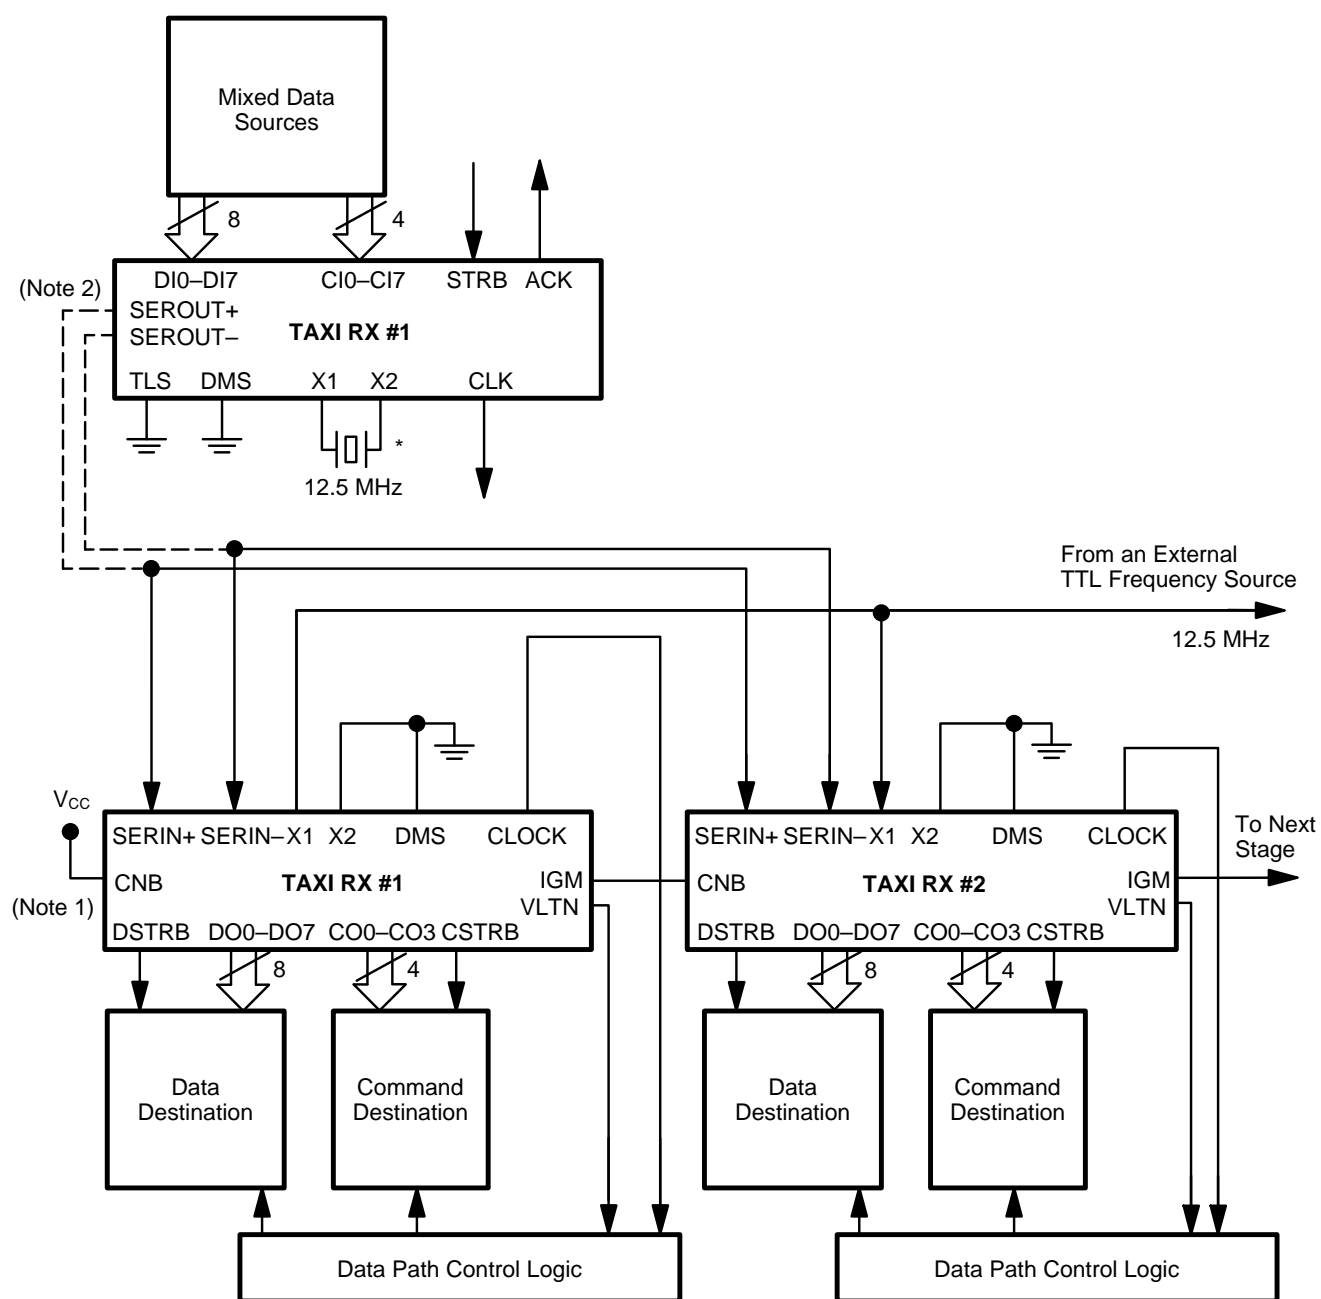 Mixed Data
Sources
8
4
DI0–DI7
CI0–CI7
STRB
ACK
(Note 2)
SEROUT+
SEROUT–
TAXI RX #1
TLS
DMS
X1
X2
CLK
*
12.5 MHz
From an External
TTL Frequency Source
12.5 MHz
VCC
SERIN+
SERIN–
X1
X2
DMS
CLOCK
CNB
TAXI RX #1
IGM
VLTN
(Note 1)
DSTRB
DO0–DO7
CO0–CO3
CSTRB
8
4
Data
Destination
Command
Destination
Data Path Control Logic
SERIN+
SERIN–
X1
X2
DMS
CLOCK
To Next
Stage
CNB
TAXI RX #2
IGM
VLTN
DSTRB
DO0–DO7
CO0–CO3
CSTRB
8
4
Data
Destination
Command
Destination
Data Path Control Logic